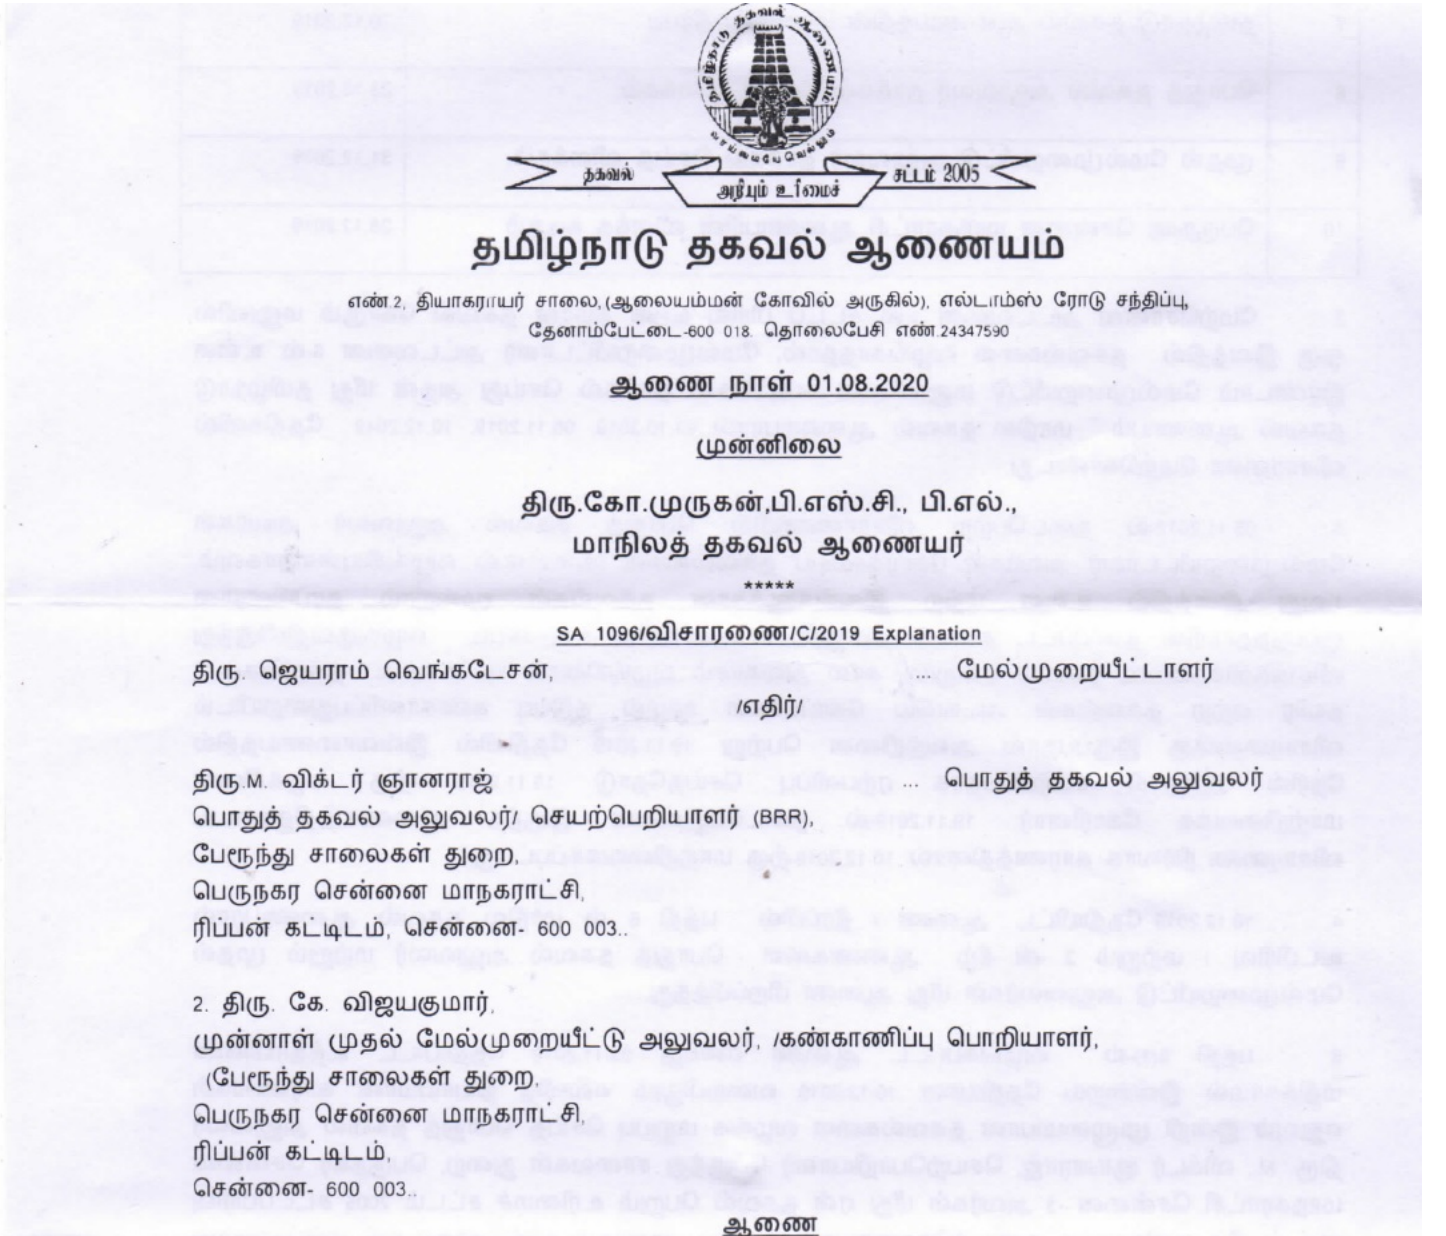 தமிழ்நாடு தகவல் ஆணையம்
வாய்மையே வெல்லும்
தகவல் அறியும் உரிமைச் சட்டம் 2005
தமிழ்நாடு தகவல் ஆணையம்
எண்.2, தியாகராயர் சாலை,(ஆலையம்மன் கோவில் அருகில்), எல்டாம்ஸ் ரோடு சந்திப்பு,
தேனாம்பேட்டை-600 018. தொலைபேசி எண்.24347590
ஆணை நாள் 01.08.2020
முன்னிலை
திரு.கோ.முருகன்,பி.எஸ்.சி., பி.எல்.,
மாநிலத் தகவல் ஆணையர்
*****
SA 1096/விசாரணை/C/2019 Explanation
திரு. ஜெயராம் வெங்கடேசன், .... மேல்முறையீட்டாளர்
/எதிர்/
திரு.M. விக்டர் ஞானராஜ் ... பொதுத் தகவல் அலுவலர்
பொதுத் தகவல் அலுவலர்/ செயற்பெறியாளர் (BRR),
பேரூந்து சாலைகள் துறை,
பெருநகர சென்னை மாநகராட்சி,
ரிப்பன் கட்டிடம், சென்னை- 600 003..
2. திரு. கே. விஜயகுமார்,
முன்னாள் முதல் மேல்முறையீட்டு அலுவலர், /கண்காணிப்பு பொறியாளர்,
(பேரூந்து சாலைகள் துறை,
பெருநகர சென்னை மாநகராட்சி,
ரிப்பன் கட்டிடம்,
சென்னை- 600 003..
ஆணை